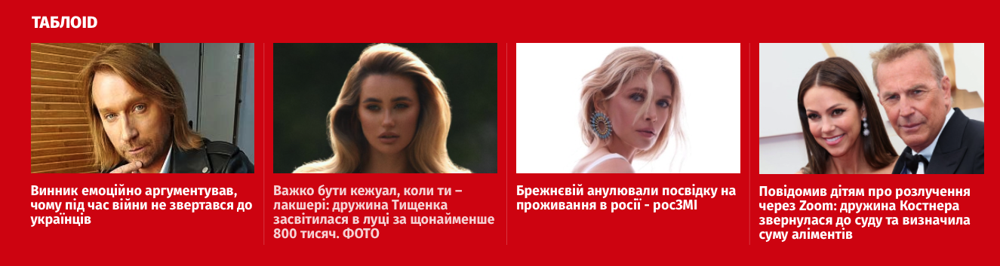 ТАБЛОID
Винник емоційно аргументував,
чому під час війни не звертався до
українців
Важко бути кежуал, коли ти –
лакшері: дружина Тищенка
засвітилася в луці за щонайменше
800 тисяч. ФОТО
Брежнєвій анулювали посвідку на
проживання в росії - росЗМІ
Повідомив дітям про розлучення
через Zoom: дружина Костнера
звернулася до суду та визначила
суму аліментів